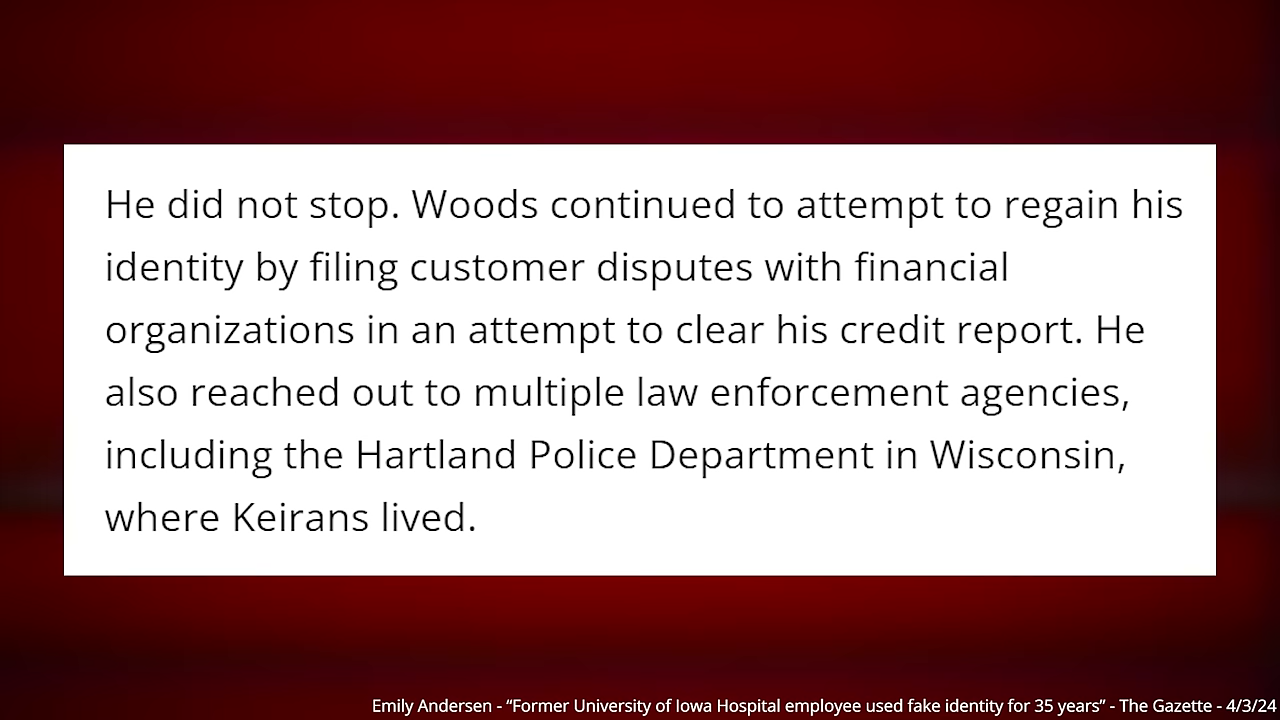 He did not stop. Woods continued to attempt to regain his
identity by filing customer disputes with financial
organizations in an attempt to clear his credit report. He
also reached out to multiple law enforcement agencies,
including the Hartland Police Department in Wisconsin,
where Keirans lived.
Emily Andersen - “Former University of Iowa Hospital employee used fake identity for 35 years” - The Gazette - 4/3/24